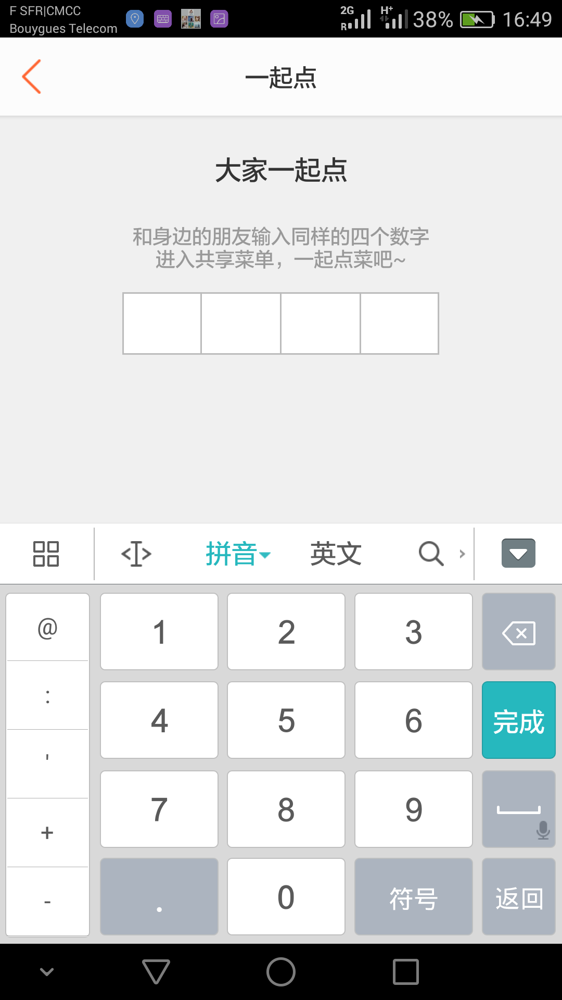 F SFR|CMCC
Bouygues Telecom
2G
R
H+
38%
16:49
一起点
大家一起点
和身边的朋友输入同样的四个数字
进入共享菜单，一起点菜吧~
拼音
英文
@
1
2
3
:
4
5
6
完成
'
7
8
9
+
-
.
0
符号
返回